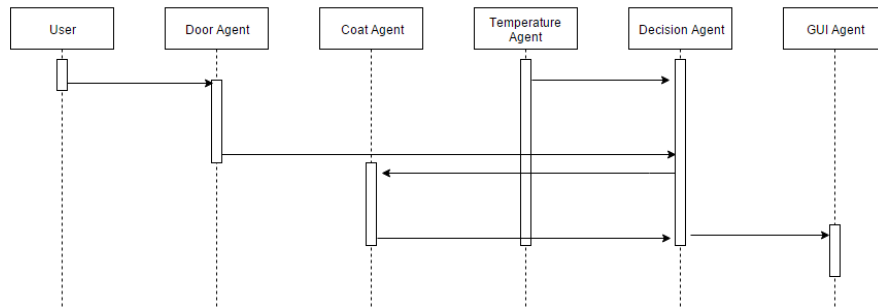 User
Door Agent
Coat Agent
Temperature
Agent
Decision Agent
GUI Agent